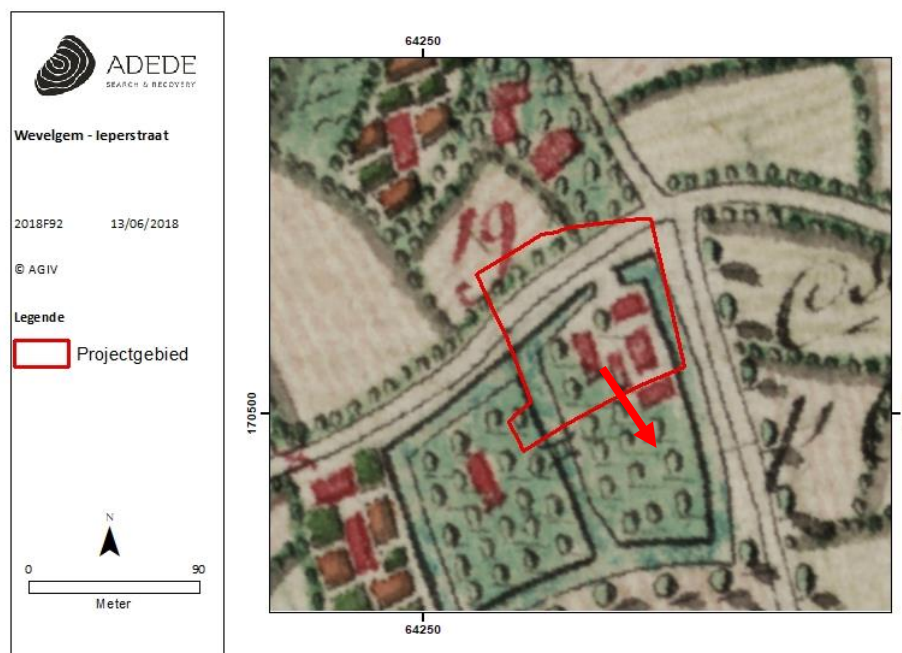 ADEDE
SEARCH & RECOVERY
Wevelgem - Ieperstraat
2018F92 13/06/2018
© AGIV
Legende
Projectgebied
N
0 90
Meter
64250
170500
19
64250